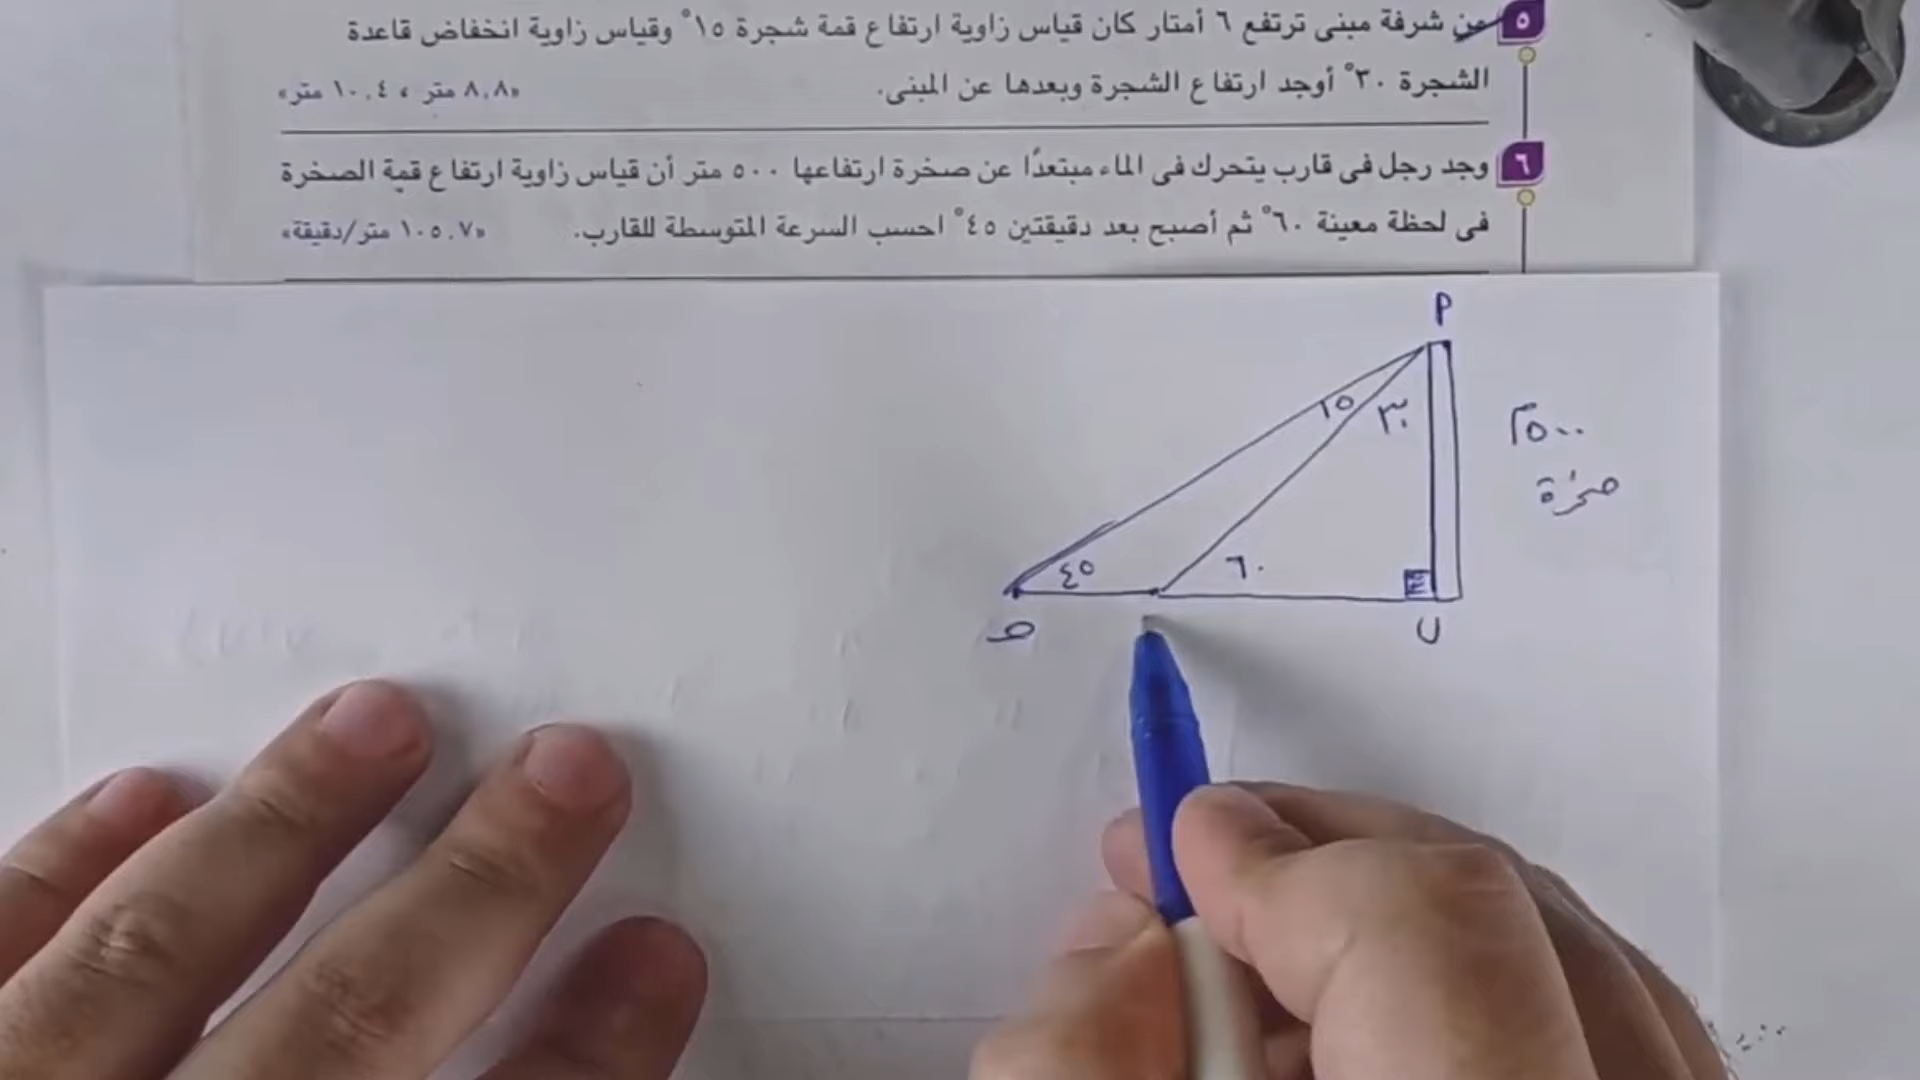 ٥ من شرفة مبنى ترتفع ٦ أمتار كان قياس زاوية ارتفاع قمة شجرة ١٥° وقياس زاوية انخفاض قاعدة
الشجرة ٣٠° أوجد ارتفاع الشجرة وبعدها عن المبنى. «٨,٨ متر ، ١٠,٤ متر»
٦ وجد رجل فى قارب يتحرك فى الماء مبتعدًا عن صخرة ارتفاعها ٥٠٠ متر أن قياس زاوية ارتفاع قمة الصخرة
فى لحظة معينة ٦٠° ثم أصبح بعد دقيقتين ٤٥° احسب السرعة المتوسطة للقارب. «١٠٥,٧ متر/دقيقة»
م
١٥
٣٠
٥٠٠م
صخرة
٤٥
٦٠